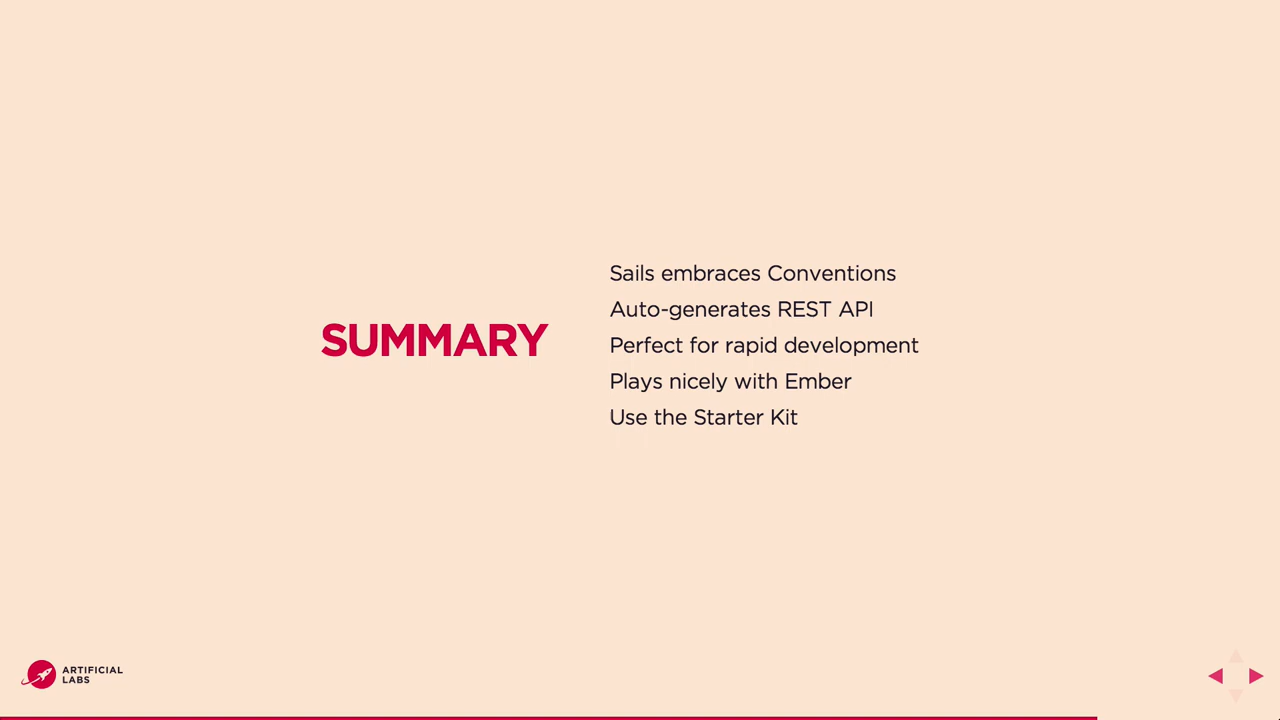 SUMMARY
Sails embraces Conventions
Auto-generates REST API
Perfect for rapid development
Plays nicely with Ember
Use the Starter Kit
ARTIFICIAL
LABS